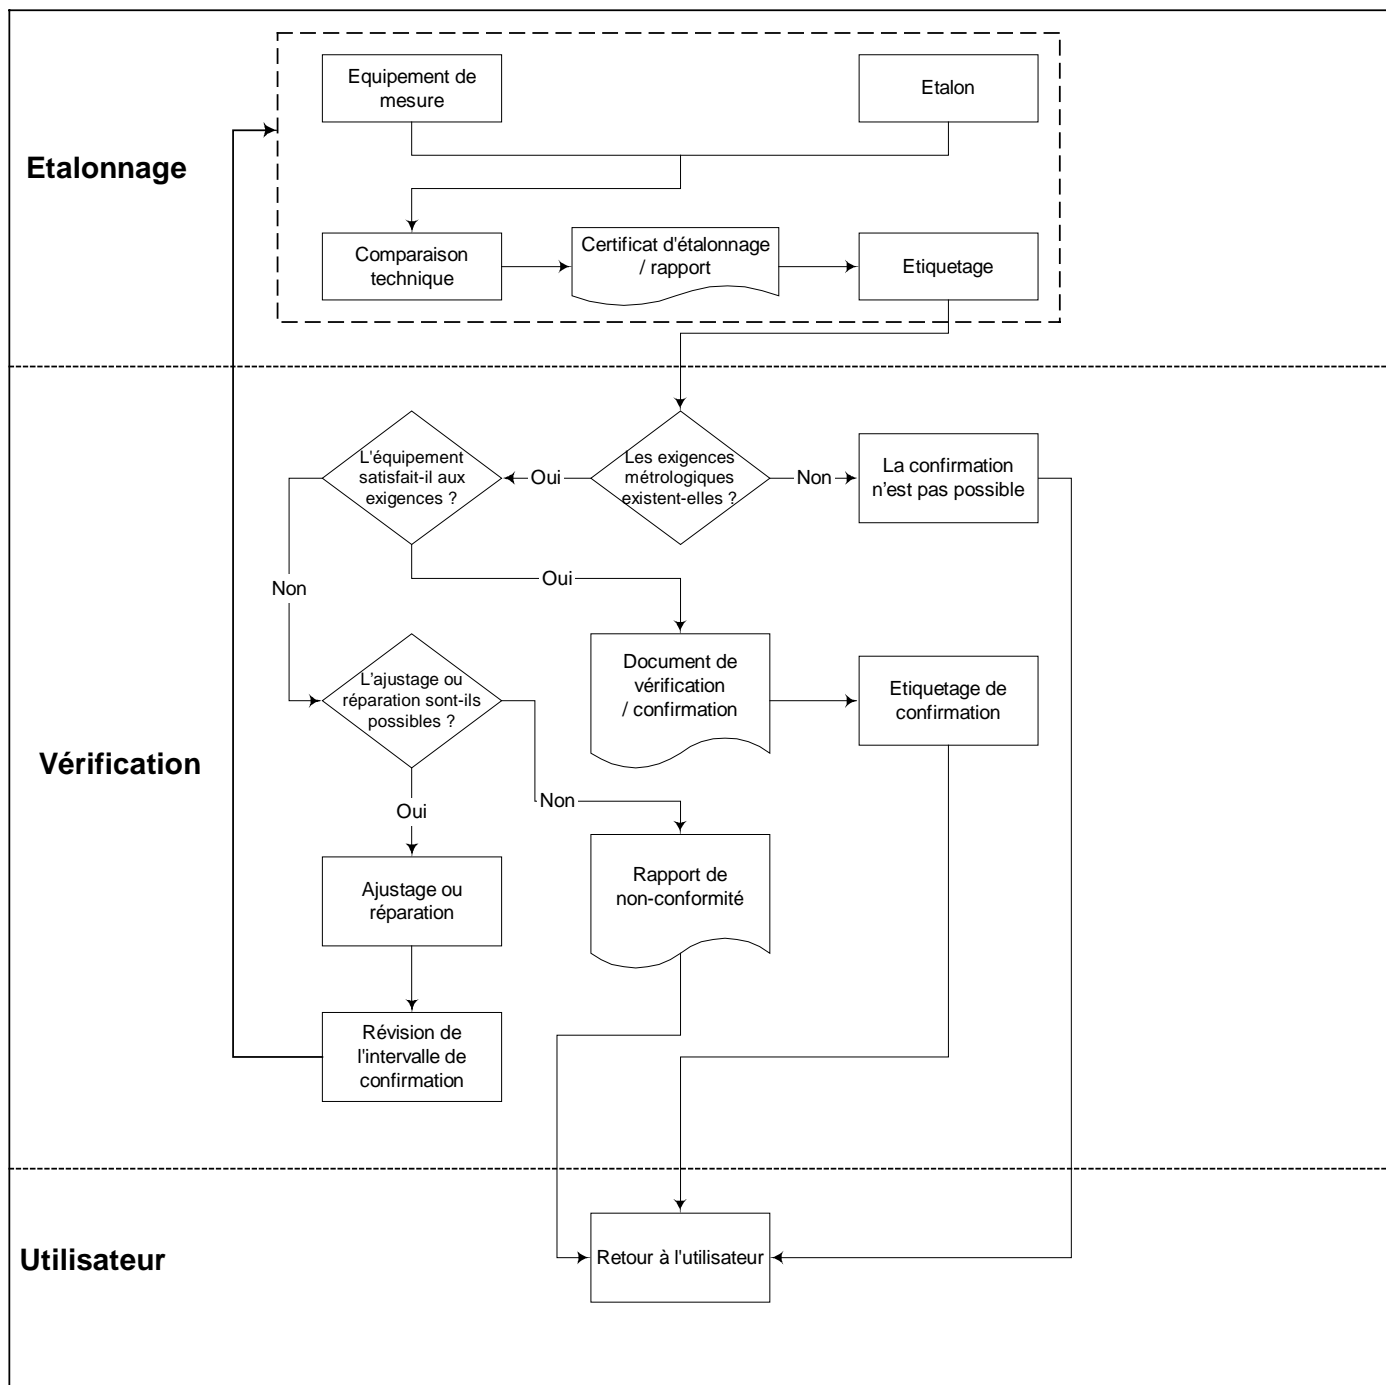 Equipement de
mesure
Etalon
Etalonnage
Comparaison
technique
Certificat d'étalonnage
/ rapport
Etiquetage
L'équipement
satisfait-il aux
exigences ?
Oui
Les exigences
métrologiques
existent-elles ?
Non
La confirmation
n’est pas possible
Non
Oui
L'ajustage ou
réparation sont-ils
possibles ?
Document de
vérification
/ confirmation
Etiquetage de
confirmation
Vérification
Oui
Non
Ajustage ou
réparation
Rapport de
non-conformité
Révision de
l'intervalle de
confirmation
Utilisateur
Retour à l'utilisateur